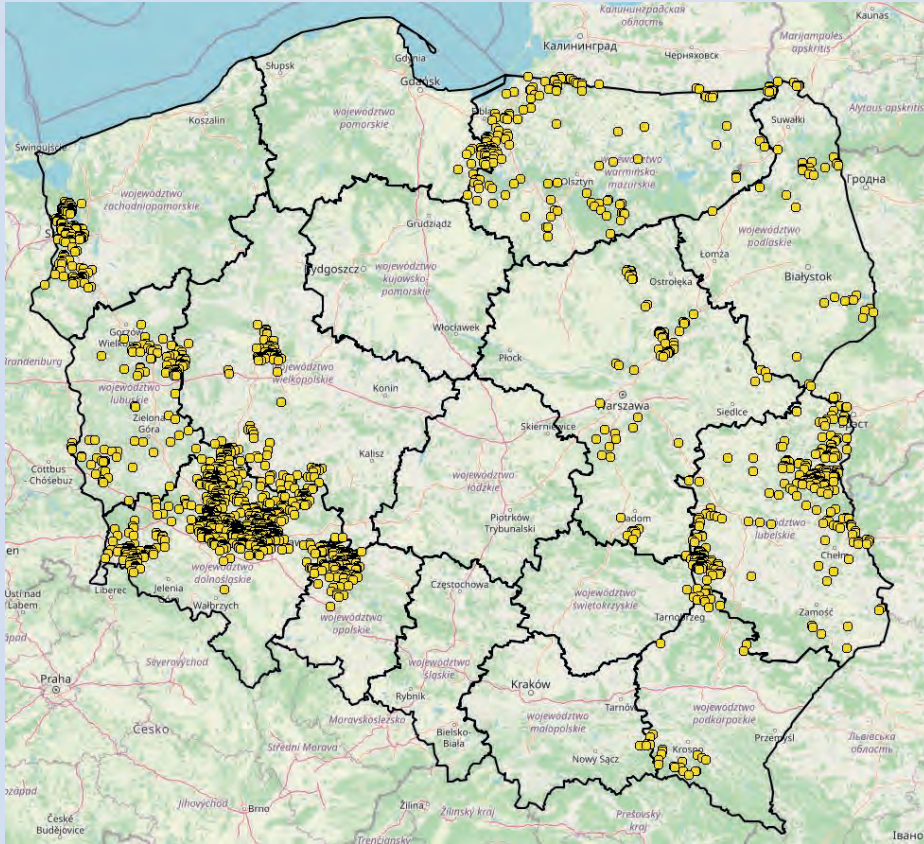 Калининградская
область
Kaunas
Калининград
Marijampolės
apskritis
Черняховск
Gdynia
Słupsk
Gdańsk
Elbląg
Alytaus apskritis
Suwałki
Koszalin
województwo
pomorskie
Świnoujście
Olsztyn
województwo
warmińsko-
mazurskie
Гродна
województwo
zachodniopomorskie
Grudziądz
województwo
podlaskie
Łomża
Białystok
Bydgoszcz
województwo
kujawsko-
pomorskie
Ostrołęka
Włocławek
Płock
Gorzów
Wielkopolski
Brandenburg
województwo
wielkopolskie
województwo
lubuskie
Konin
Warszawa
Siedlce
Брэст
Zielona
Góra
Skierniewice
Kalisz
Cottbus
- Chóśebuz
województwo
łódzkie
Piotrków
Trybunalski
Radom
województwo
lubelskie
Chełm
województwo
dolnośląskie
Liberec
Jelenia
Ústí nad
Labem
Wałbrzych
Częstochowa
województwo
świętokrzyskie
Zamość
Tarnobrzeg
województwo
opolskie
województwo
śląskie
Severovýchod
Praha
Kraków
Rybnik
Tarnów
województwo
podkarpackie
Moravskoslezsko
województwo
małopolskie
Česko
Bielsko-
Biała
Przemyśl
Львівська
область
Krosno
Střední Morava
Nowy Sącz
Jihovýchod
Brno
Žilina
Žilinský kraj
Prešovský
kraj
České
Budějovice
Trenčiansky
Івано